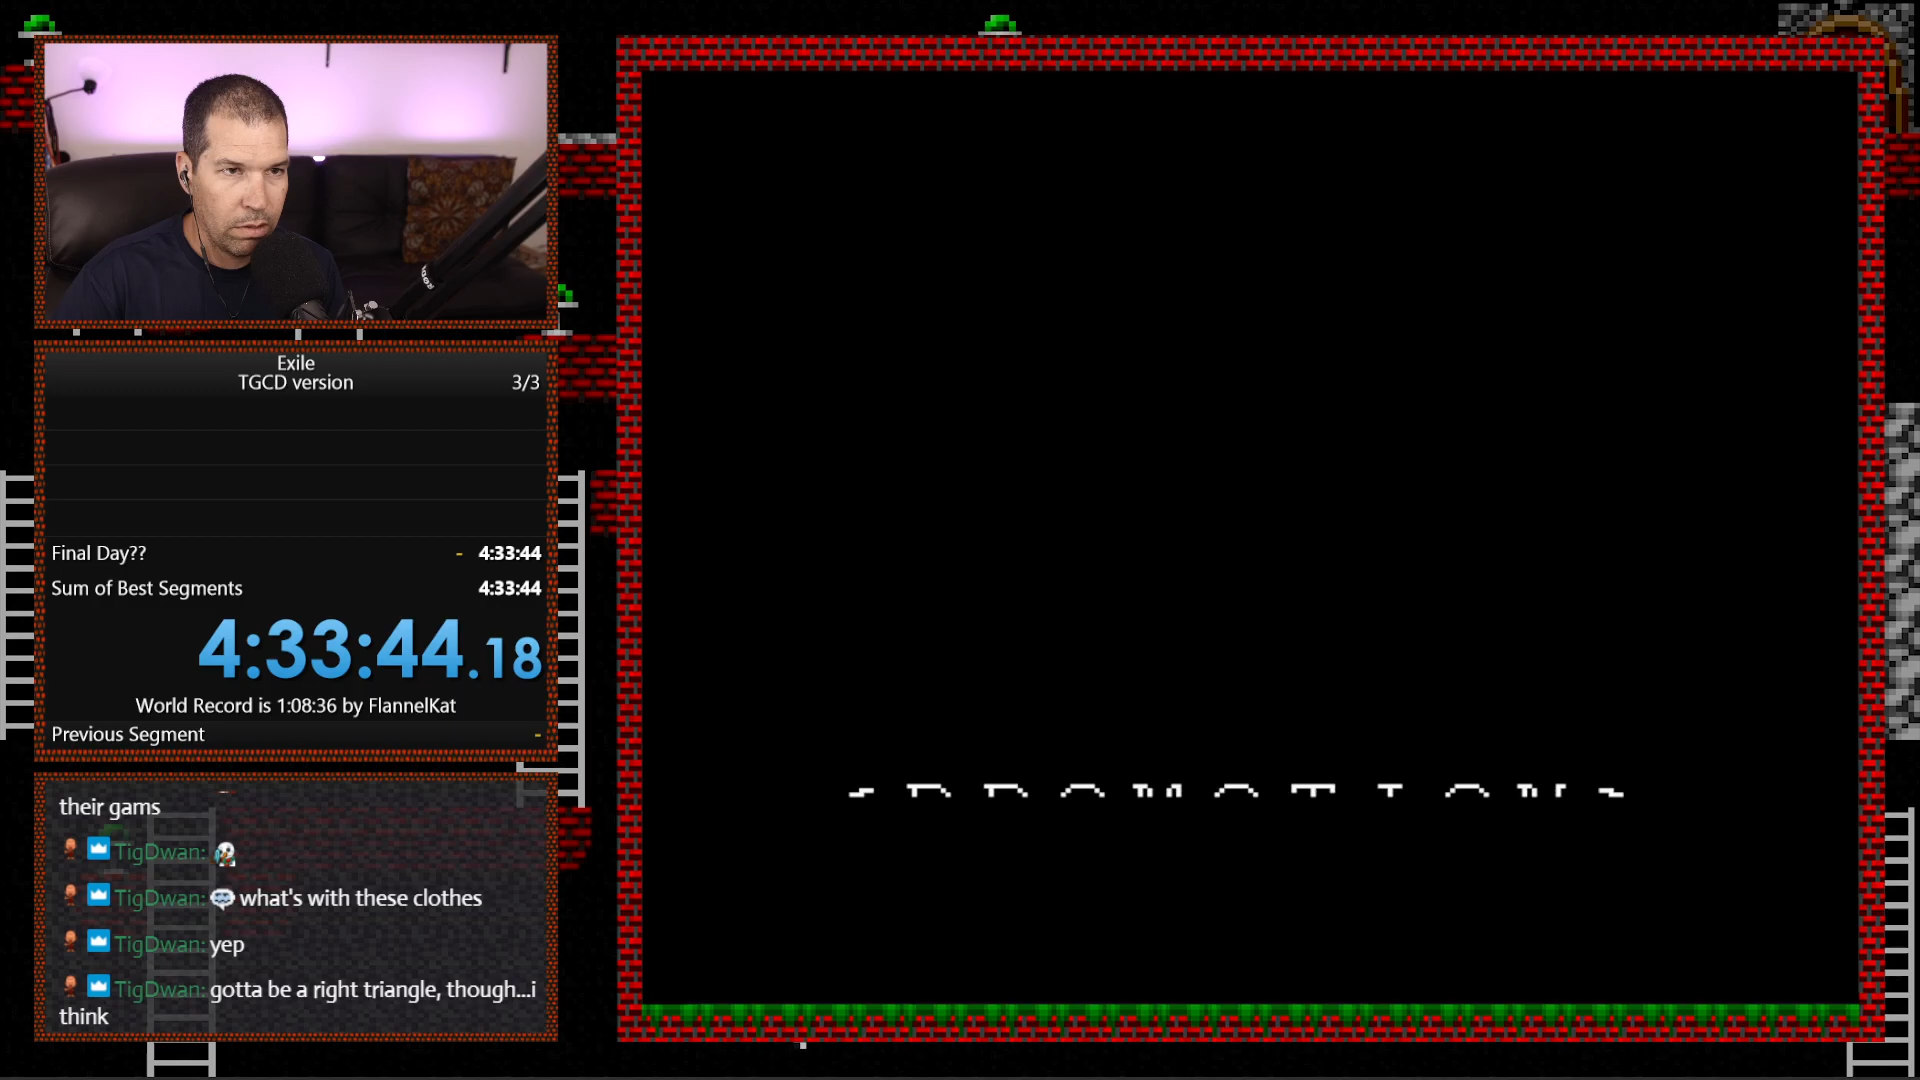 Exile
TGCD version 3/3
Final Day?? - 4:33:44
Sum of Best Segments 4:33:44
4:33:44.18
World Record is 1:08:36 by FlannelKat
Previous Segment -
their gams
TigDwan:
TigDwan: what's with these clothes
TigDwan: yep
TigDwan: gotta be a right triangle, though...i
think